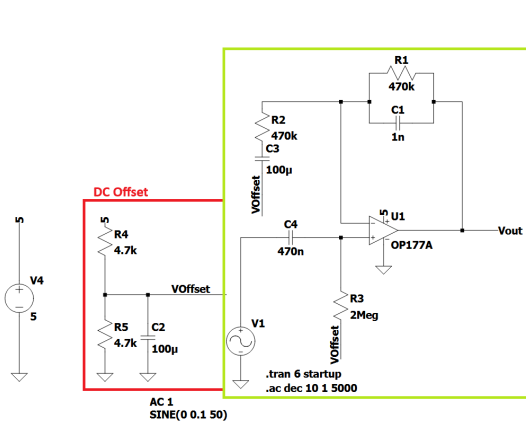 R1
470k
C1
1n
R2
470k
C3
100µ
VOffset
DC Offset
5
5
R4
4.7k
5
U1
OP177A
Vout
C4
470n
V4
5
VOffset
R3
2Meg
V1
R5
4.7k
C2
100µ
VOffset
.tran 6 startup
.ac dec 10 1 5000
AC 1
SINE(0 0.1 50)